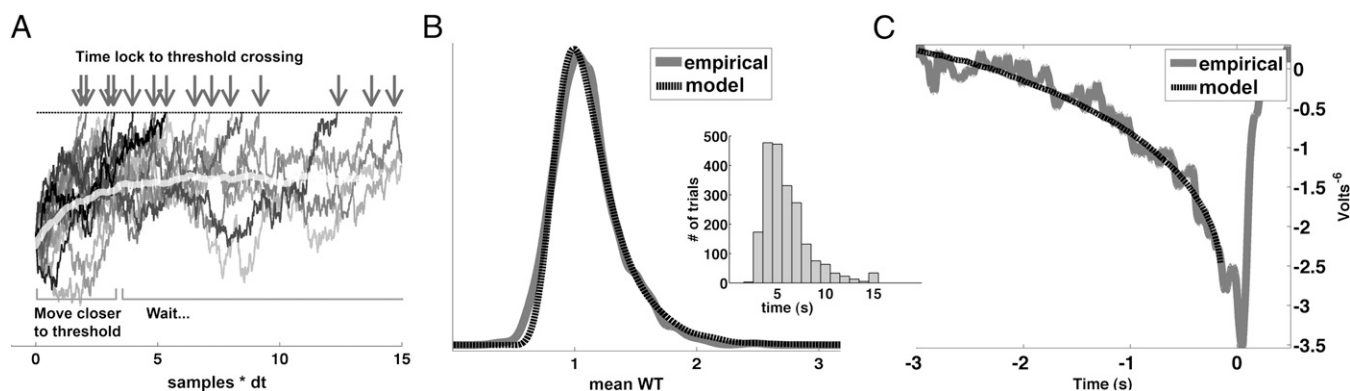 A
Time lock to threshold crossing
Move closer
to threshold
Wait...
0
5
10
15
samples * dt
B
empirical
model
1
2
3
mean WT
500
400
300
200
100
0
# of trials
5
10
15
time (s)
C
empirical
model
0
-0.5
-1
-1.5
-2
-2.5
-3
-3.5
Volts-6
-3
-2
-1
0
Time (s)